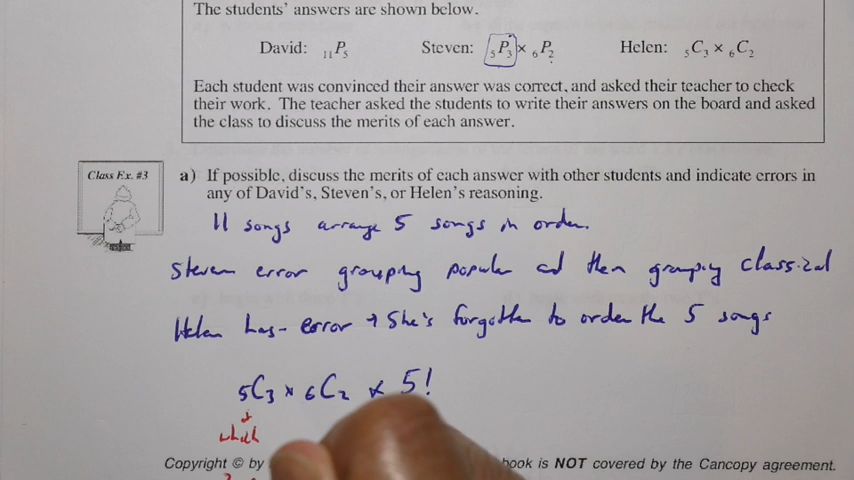 The students' answers are shown below.
David: ₁₁P₅ Steven: ₅P₃ × ₆P₂ Helen: ₅C₃ × ₆C₂
Each student was convinced their answer was correct, and asked their teacher to check
their work. The teacher asked the students to write their answers on the board and asked
the class to discuss the merits of each answer.
Class Ex. #3
a) If possible, discuss the merits of each answer with other students and indicate errors in
any of David's, Steven's, or Helen's reasoning.
11 songs arrange 5 songs in order.
Steven error grouping popular and then grouping classical
Helen has error → She's forgotten to order the 5 songs
₅C₃ × ₆C₂ × 5!
which
Copyright © by book is NOT covered by the Cancopy agreement.